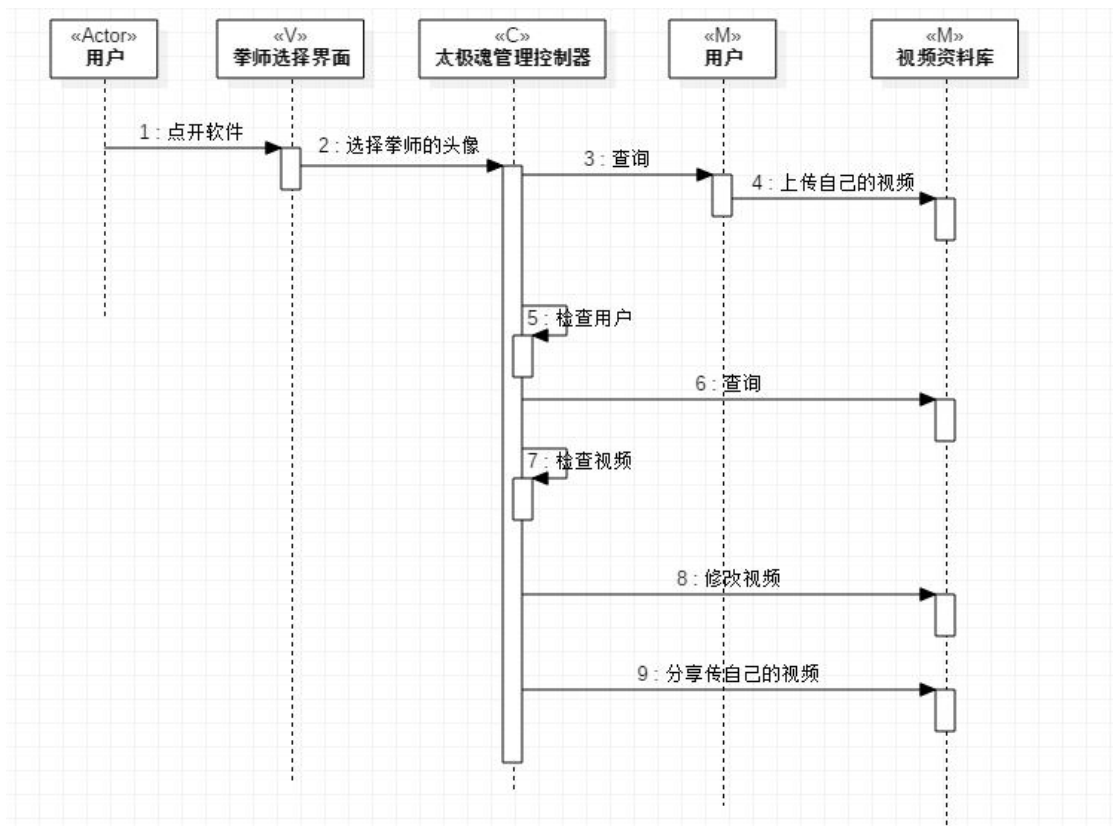 «Actor»
用户
«V»
拳师选择界面
«C»
太极魂管理控制器
«M»
用户
«M»
视频资料库
1 : 点开软件
2 : 选择拳师的头像
3 : 查询
4 : 上传自己的视频
5 : 检查用户
6 : 查询
7 : 检查视频
8 : 修改视频
9 : 分享传自己的视频